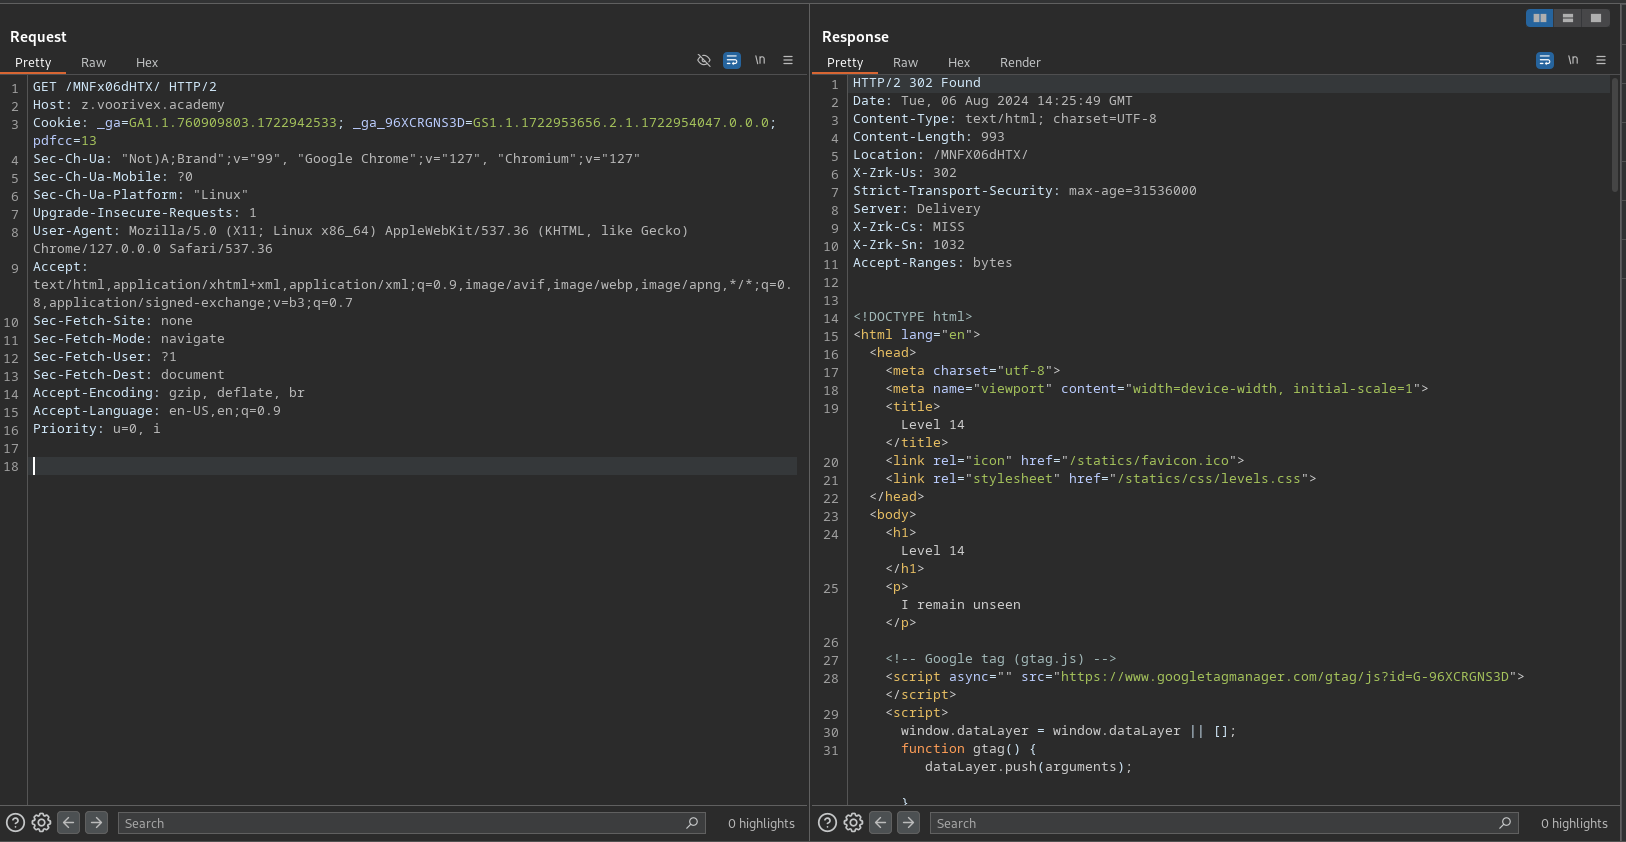 Request
Pretty Raw Hex
\n
1 GET /MNFx06dHTX/ HTTP/2
2 Host: z.voorivex.academy
3 Cookie: _ga=GA1.1.760909803.1722942533; _ga_96XCRGNS3D=GS1.1.1722953656.2.1.1722954047.0.0.0;
pdfcc=13
4 Sec-Ch-Ua: "Not)A;Brand";v="99", "Google Chrome";v="127", "Chromium";v="127"
5 Sec-Ch-Ua-Mobile: ?0
6 Sec-Ch-Ua-Platform: "Linux"
7 Upgrade-Insecure-Requests: 1
8 User-Agent: Mozilla/5.0 (X11; Linux x86_64) AppleWebKit/537.36 (KHTML, like Gecko)
Chrome/127.0.0.0 Safari/537.36
9 Accept:
text/html,application/xhtml+xml,application/xml;q=0.9,image/avif,image/webp,image/apng,*/*;q=0.
8,application/signed-exchange;v=b3;q=0.7
10 Sec-Fetch-Site: none
11 Sec-Fetch-Mode: navigate
12 Sec-Fetch-User: ?1
13 Sec-Fetch-Dest: document
14 Accept-Encoding: gzip, deflate, br
15 Accept-Language: en-US,en;q=0.9
16 Priority: u=0, i
17
18
Search
0 highlights
Response
Pretty Raw Hex Render
\n
1 HTTP/2 302 Found
2 Date: Tue, 06 Aug 2024 14:25:49 GMT
3 Content-Type: text/html; charset=UTF-8
4 Content-Length: 993
5 Location: /MNFX06dHTX/
6 X-Zrk-Us: 302
7 Strict-Transport-Security: max-age=31536000
8 Server: Delivery
9 X-Zrk-Cs: MISS
10 X-Zrk-Sn: 1032
11 Accept-Ranges: bytes
12
13
14 <!DOCTYPE html>
15 <html lang="en">
16 <head>
17 <meta charset="utf-8">
18 <meta name="viewport" content="width=device-width, initial-scale=1">
19 <title>
Level 14
</title>
20 <link rel="icon" href="/statics/favicon.ico">
21 <link rel="stylesheet" href="/statics/css/levels.css">
22 </head>
23 <body>
24 <h1>
Level 14
</h1>
25 <p>
I remain unseen
</p>
26
27 <!-- Google tag (gtag.js) -->
28 <script async="" src="https://www.googletagmanager.com/gtag/js?id=G-96XCRGNS3D">
</script>
29 <script>
30 window.dataLayer = window.dataLayer || [];
31 function gtag() {
dataLayer.push(arguments);
}
Search
0 highlights